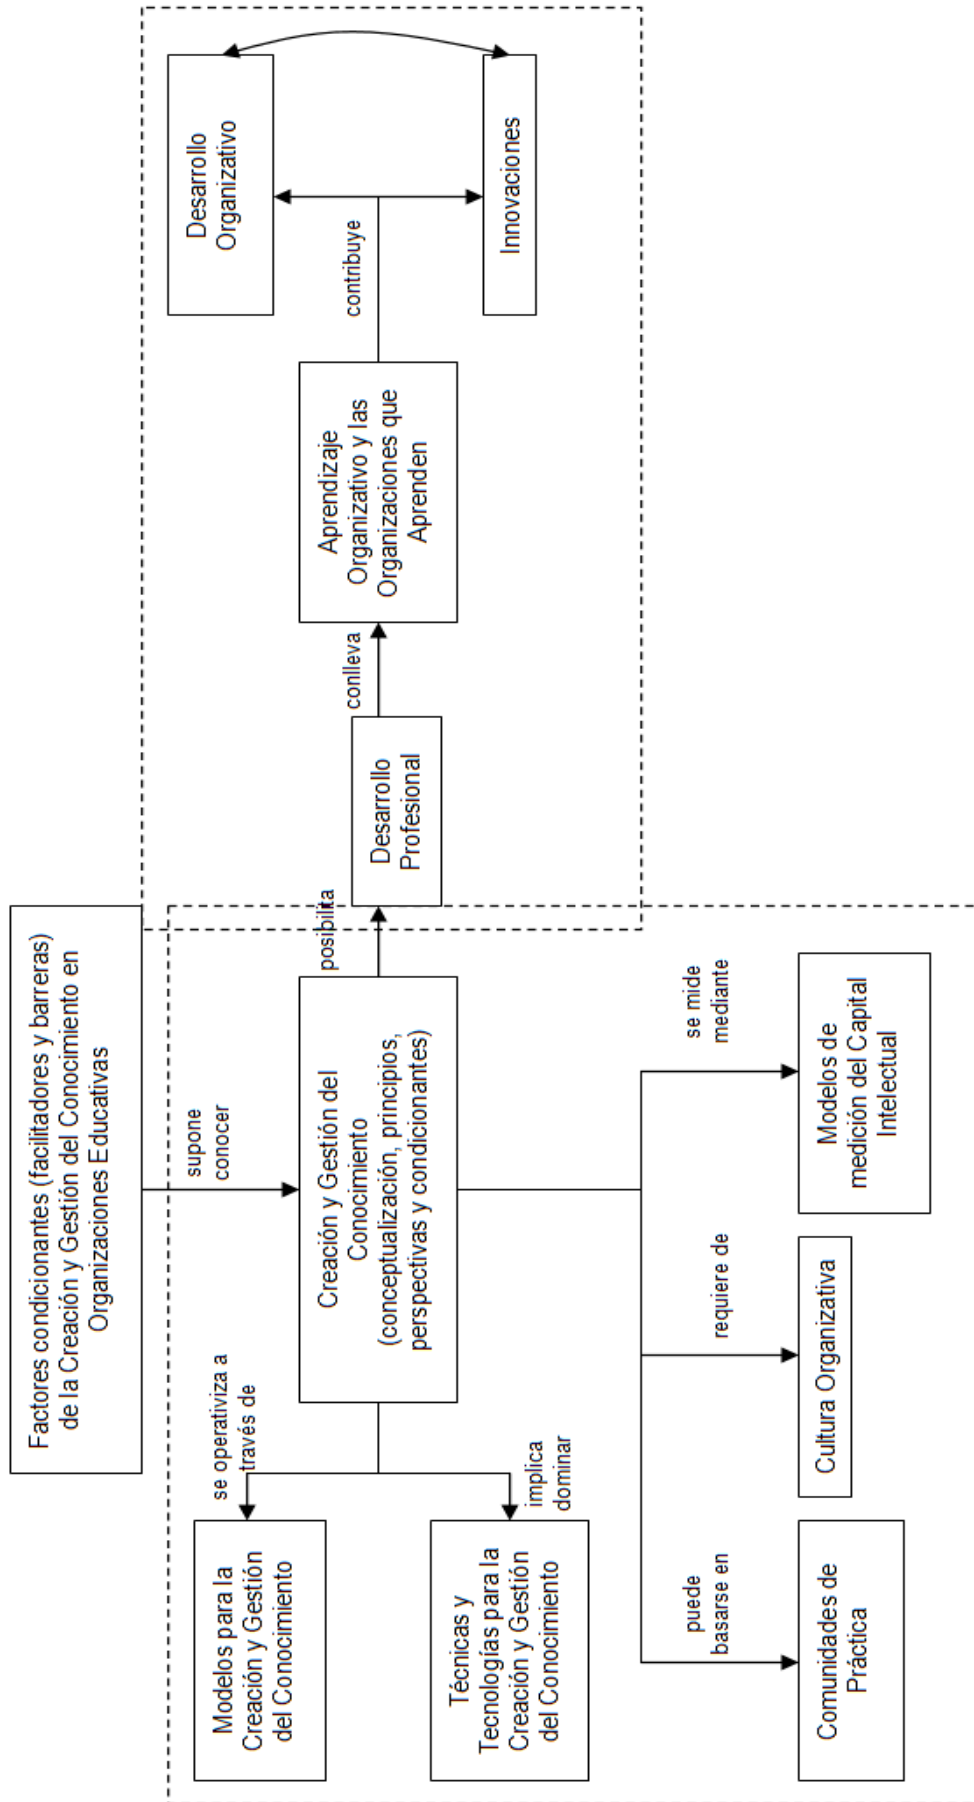 Factores condicionantes (facilitadores y barreras)
de la Creación y Gestión del Conocimiento en
Organizaciones Educativas
supone
conocer
se operativiza a
través de
Modelos para la
Creación y Gestión
del Conocimiento
Creación y Gestión del
Conocimiento
(conceptualización, principios,
perspectivas y condicionantes)
posibilita
Desarrollo
Profesional
conlleva
Aprendizaje
Organizativo y las
Organizaciones que
Aprenden
contribuye
Desarrollo
Organizativo
Innovaciones
implica
dominar
Técnicas y
Tecnologías para la
Creación y Gestión
del Conocimiento
puede
basarse en
requiere de
se mide
mediante
Comunidades de
Práctica
Cultura Organizativa
Modelos de
medición del Capital
Intelectual